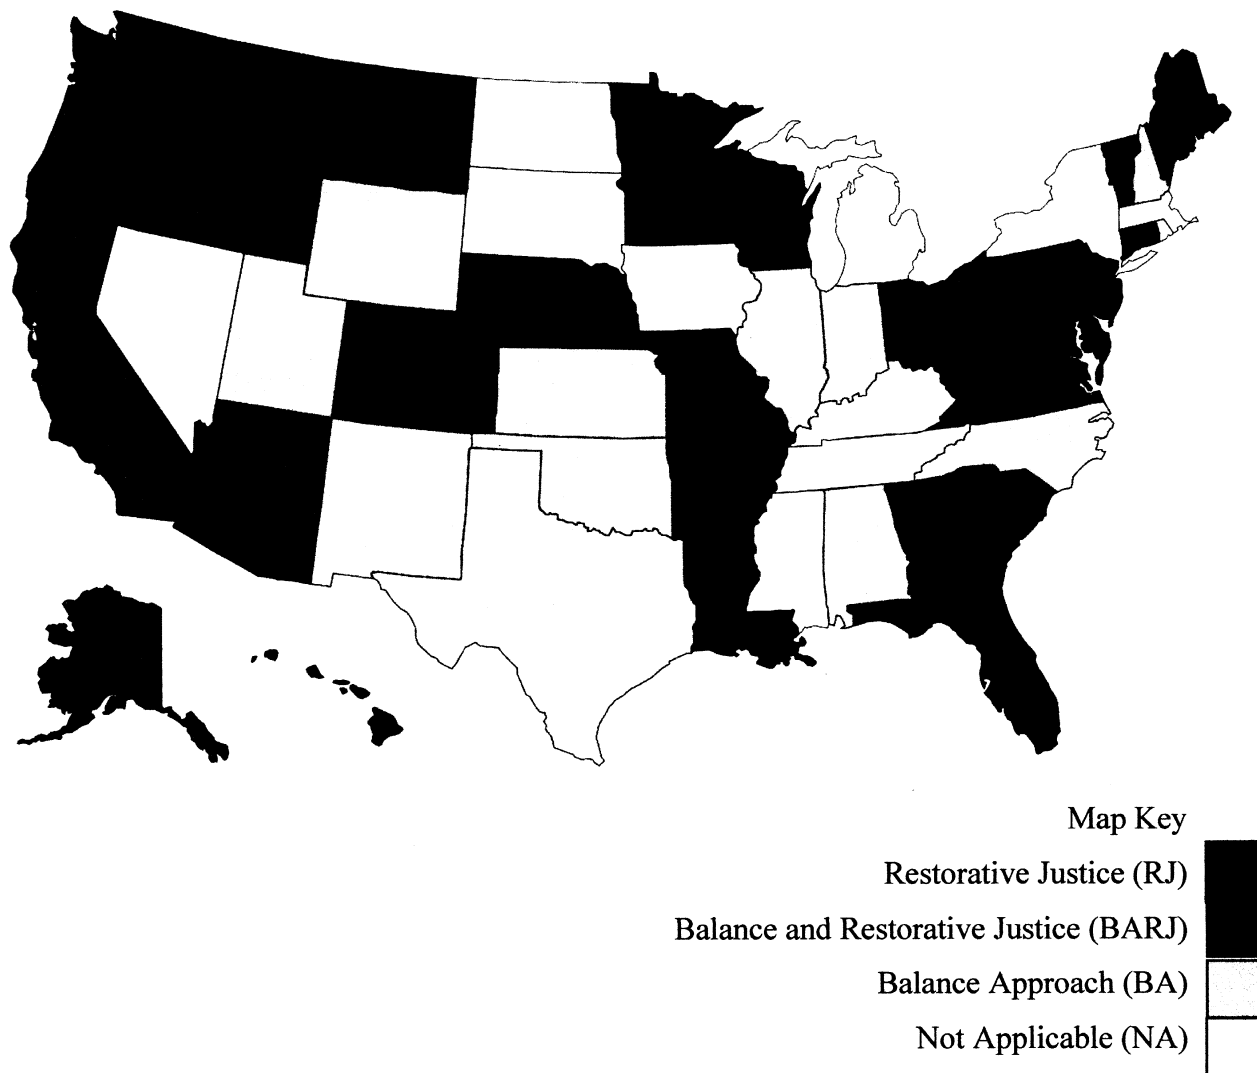 Map Key
Restorative Justice (RJ)
Balance and Restorative Justice (BARJ)
Balance Approach (BA)
Not Applicable (NA)